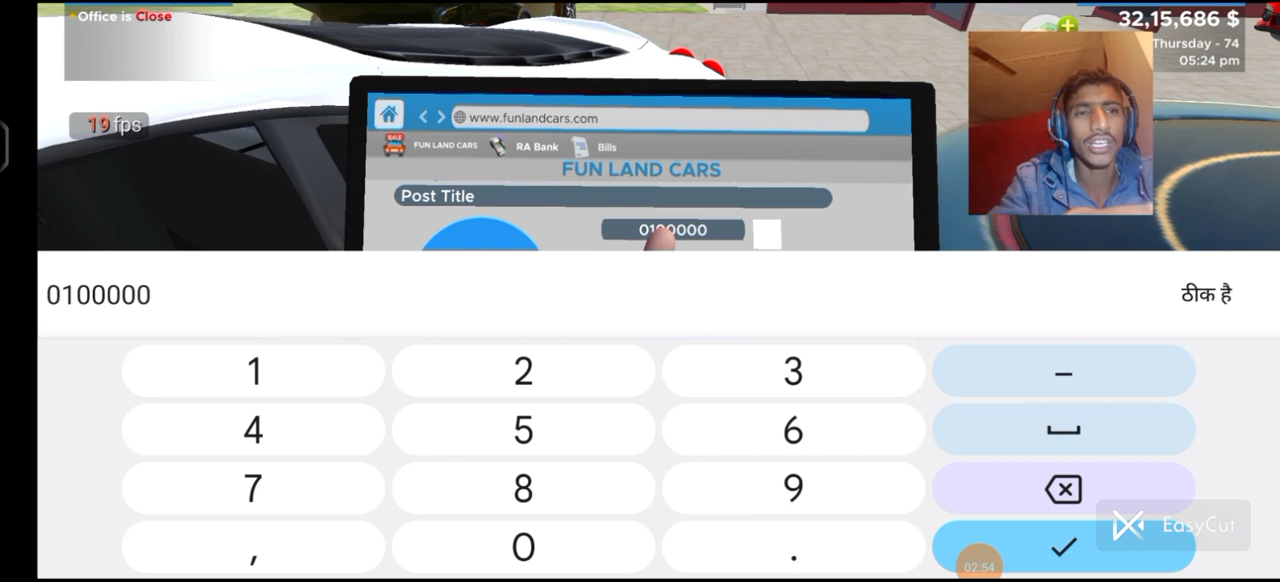 *Office is Close
32,15,686 $
Thursday - 74
05:24 pm
19 fps
www.funlandcars.com
SALE
FUN LAND CARS
RA Bank
Bills
FUN LAND CARS
Post Title
0100000
0100000
ठीक है
1 2 3 –
4 5 6
7 8 9
, 0 .
EasyCut
02:54